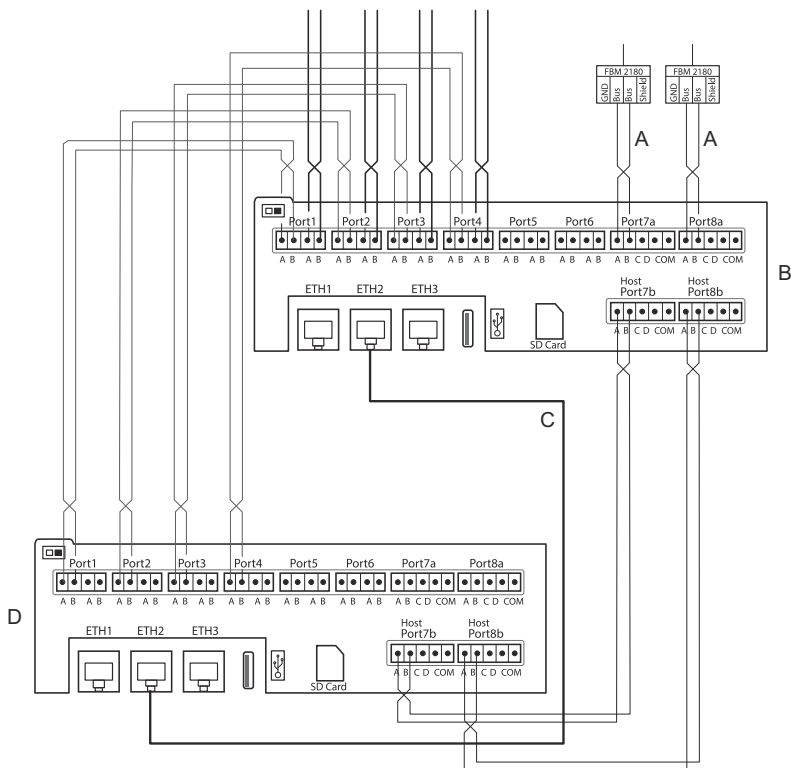 FBM 2180 FBM 2180
GND Bus Bus Shield GND Bus Bus Shield
A A
Port1 Port2 Port3 Port4 Port5 Port6 Port7a Port8a
A B A B A B A B A B A B A B A B A B A B A B A B A B C D COM A B C D COM
B
ETH1 ETH2 ETH3
Host Host
Port7b Port8b
A B C D COM A B C D COM
SD Card
C
Port1 Port2 Port3 Port4 Port5 Port6 Port7a Port8a
A B A B A B A B A B A B A B A B A B A B A B A B A B C D COM A B C D COM
D
ETH1 ETH2 ETH3
Host Host
Port7b Port8b
A B C D COM A B C D COM
SD Card